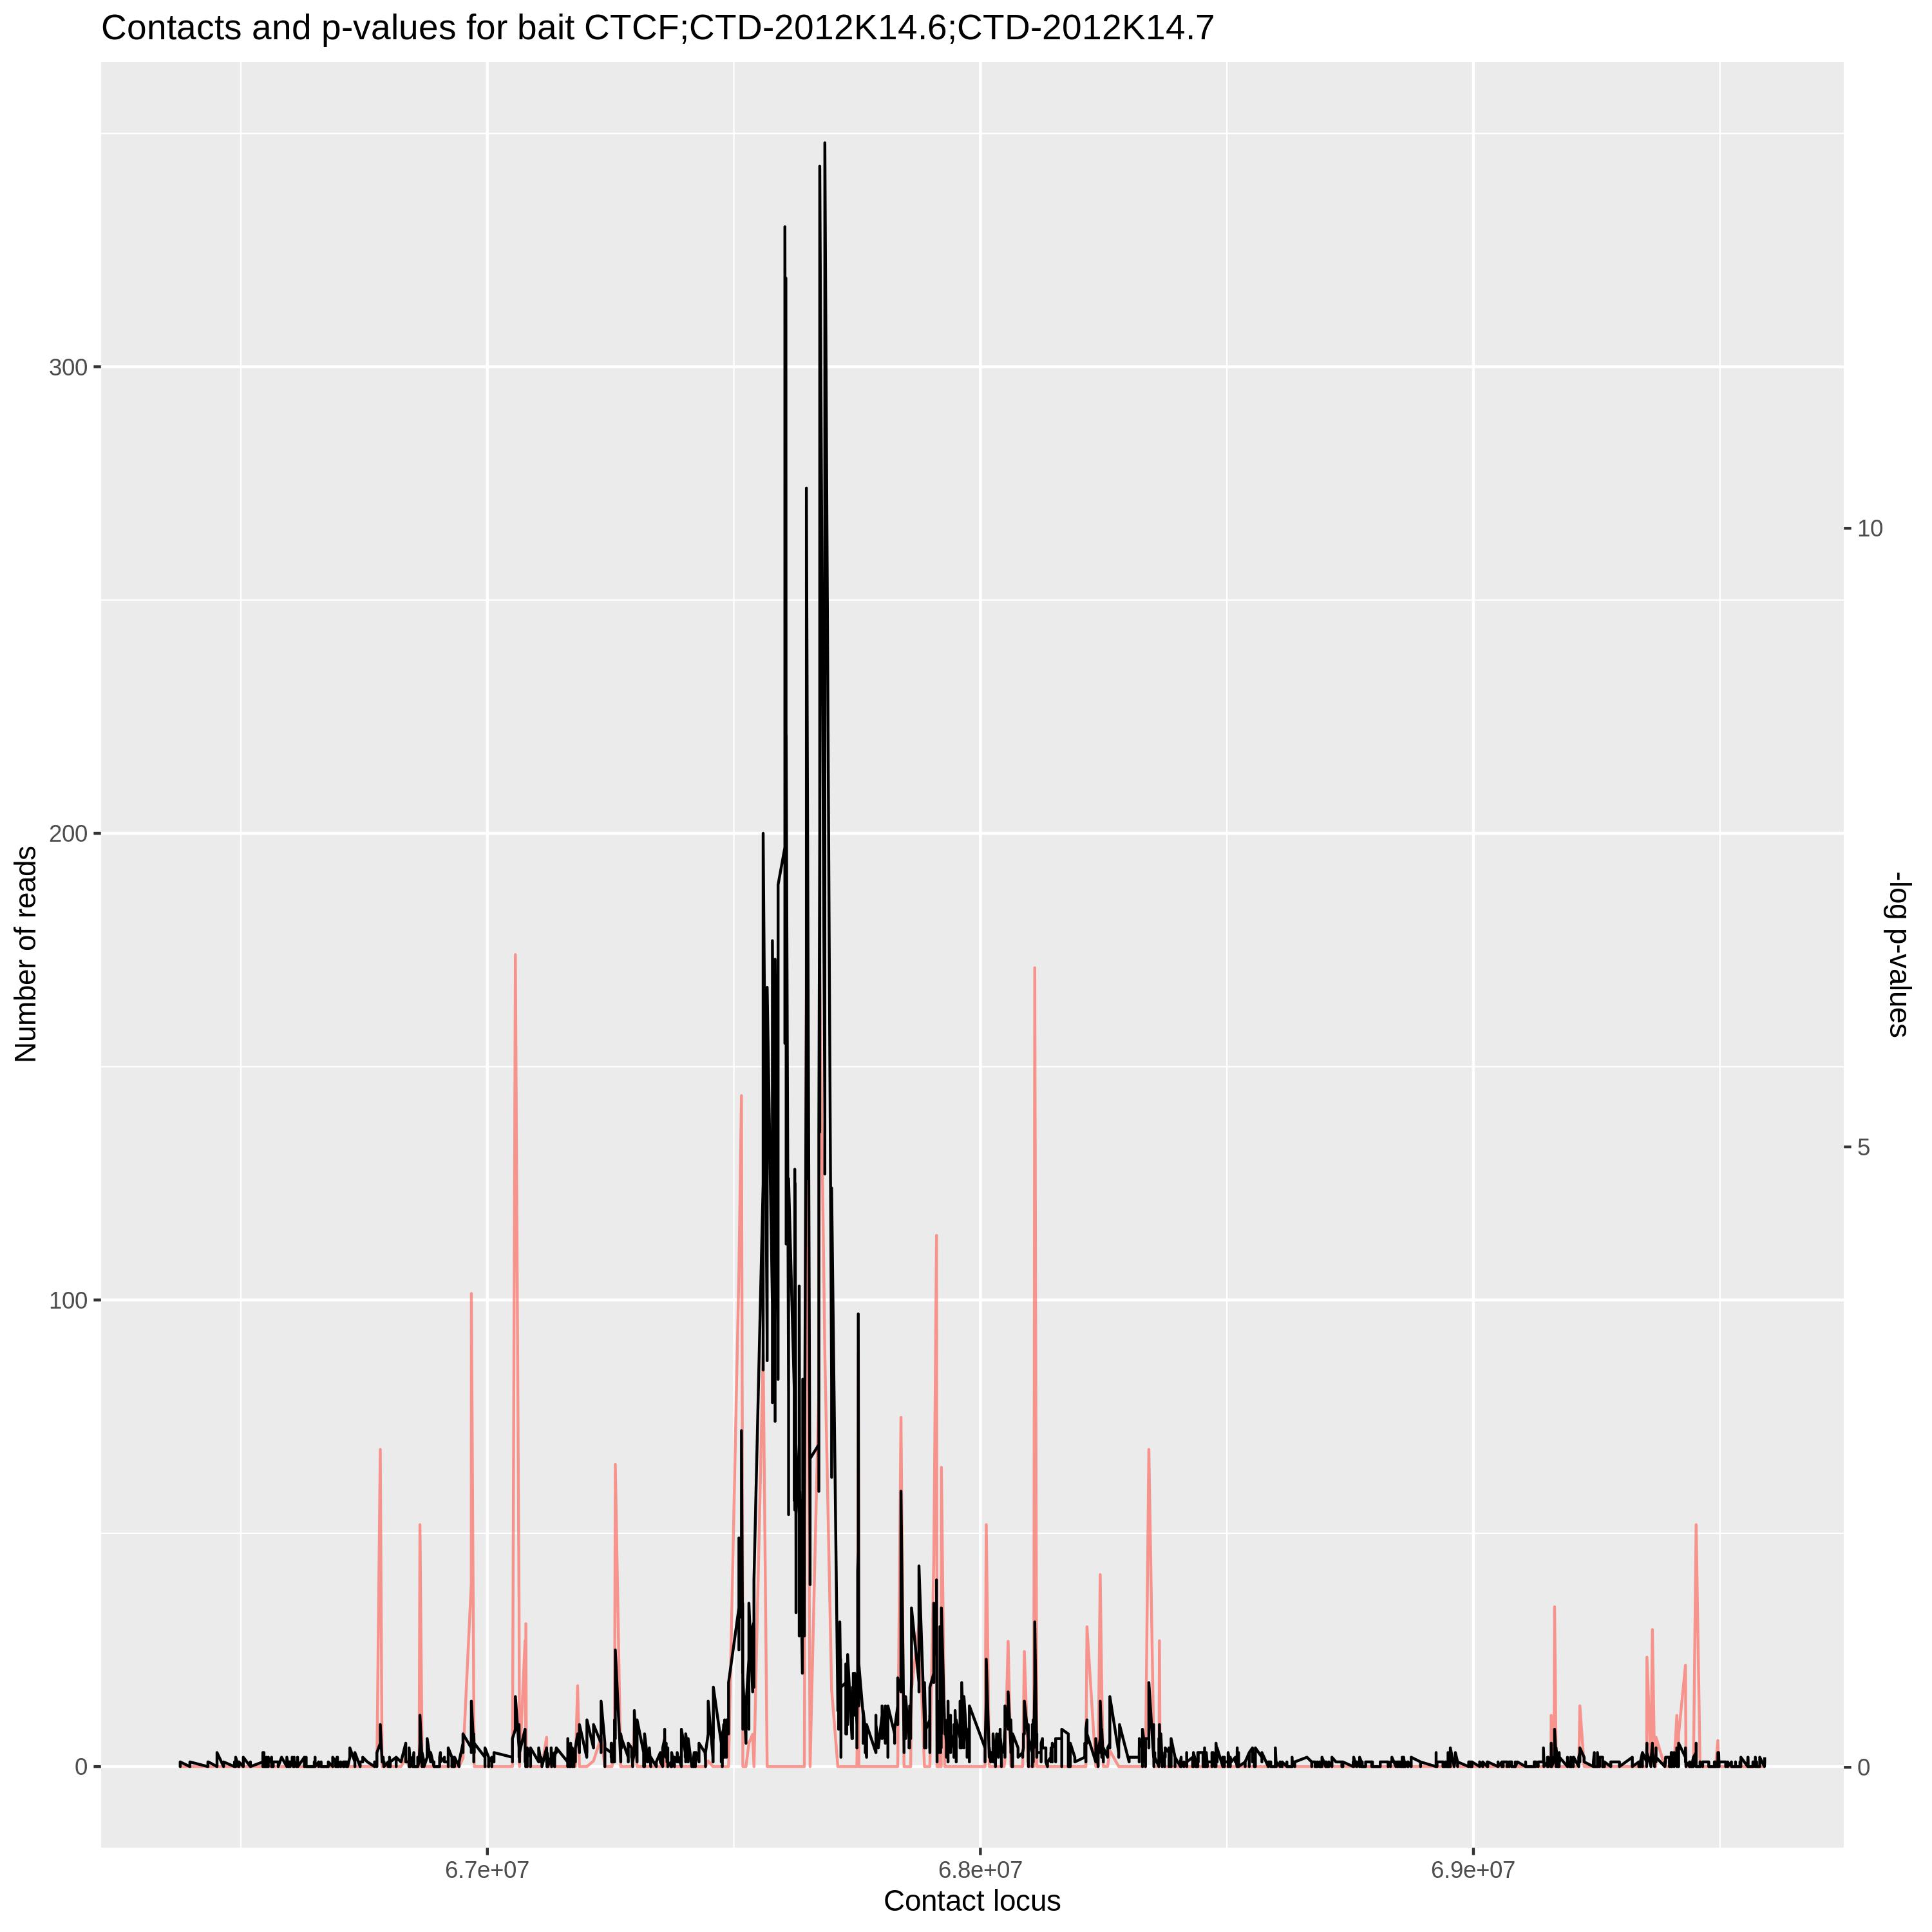 Contacts and p-values for bait CTCF;CTD-2012K14.6;CTD-2012K14.7
300
200
100
0
Number of reads
10
5
0
-log p-values
6.7e+07 6.8e+07 6.9e+07
Contact locus